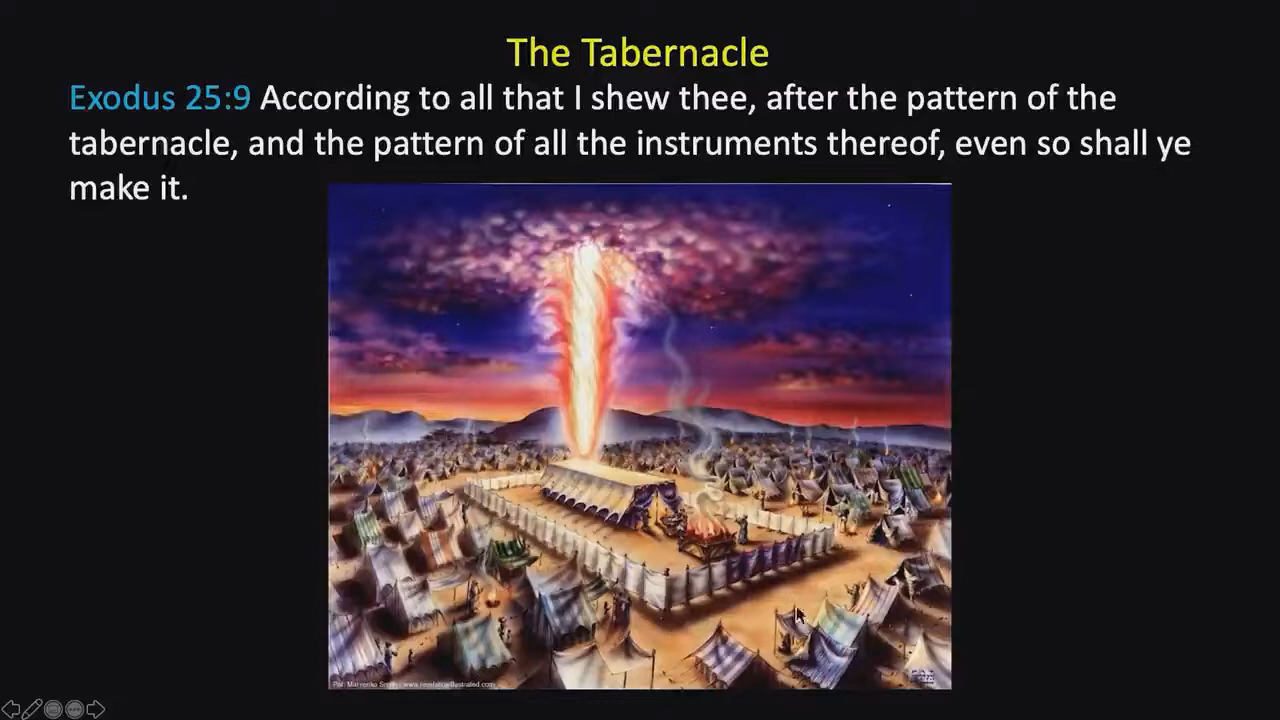 The Tabernacle
Exodus 25:9 According to all that I shew thee, after the pattern of the
tabernacle, and the pattern of all the instruments thereof, even so shall ye
make it.